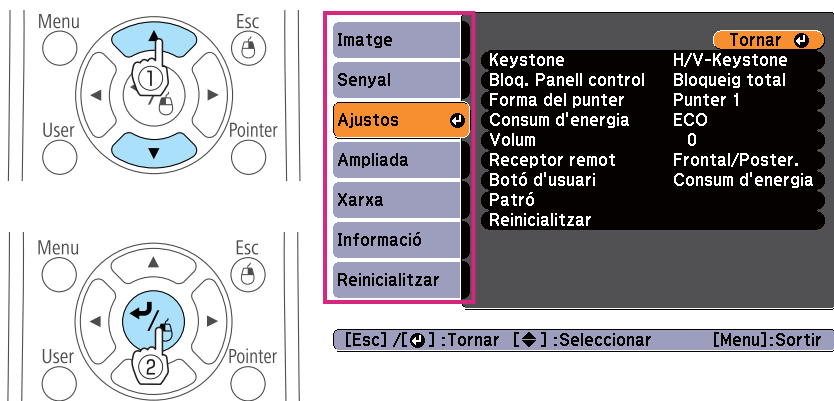 Menu
Esc
①
User
Pointer
Menu
Esc
User
Pointer
②
Imatge
Senyal
Ajustos
Ampliada
Xarxa
Informació
Reinicialitzar
Tornar
Keystone H/V-Keystone
Bloq. Panell control Bloqueig total
Forma del punter Punter 1
Consum d'energia ECO
Volum 0
Receptor remot Frontal/Poster.
Botó d'usuari Consum d'energia
Patró
Reinicialitzar
[Esc] /[⏎] :Tornar [◆] :Seleccionar [Menu]:Sortir